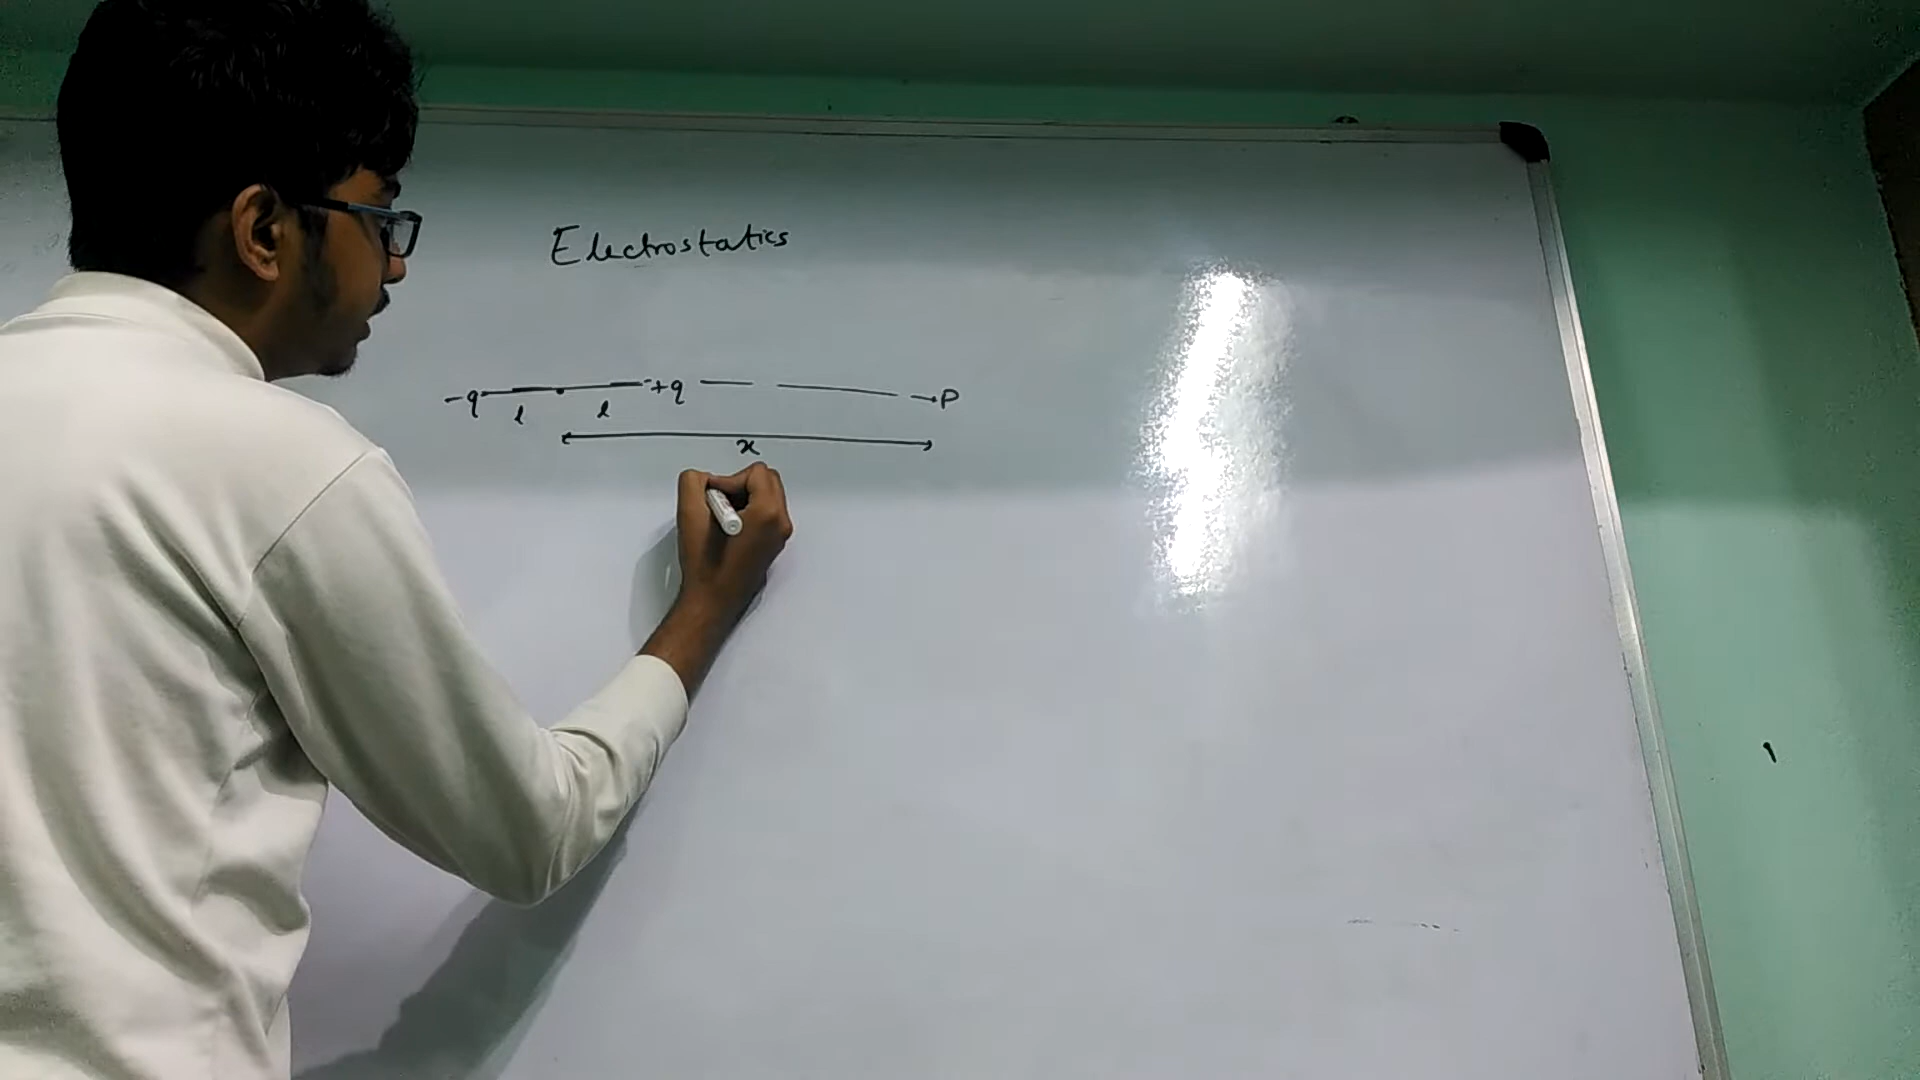 Electrostatics
-q +q P
l l
x